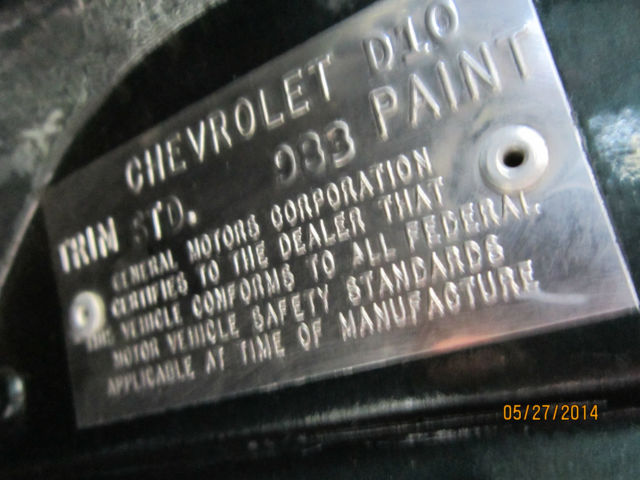 CHEVROLET D10
TRIM STD. 983 PAINT
GENERAL MOTORS CORPORATION
CERTIFIES TO THE DEALER THAT
THE VEHICLE CONFORMS TO ALL FEDERAL
MOTOR VEHICLE SAFETY STANDARDS
APPLICABLE AT TIME OF MANUFACTURE
05/27/2014